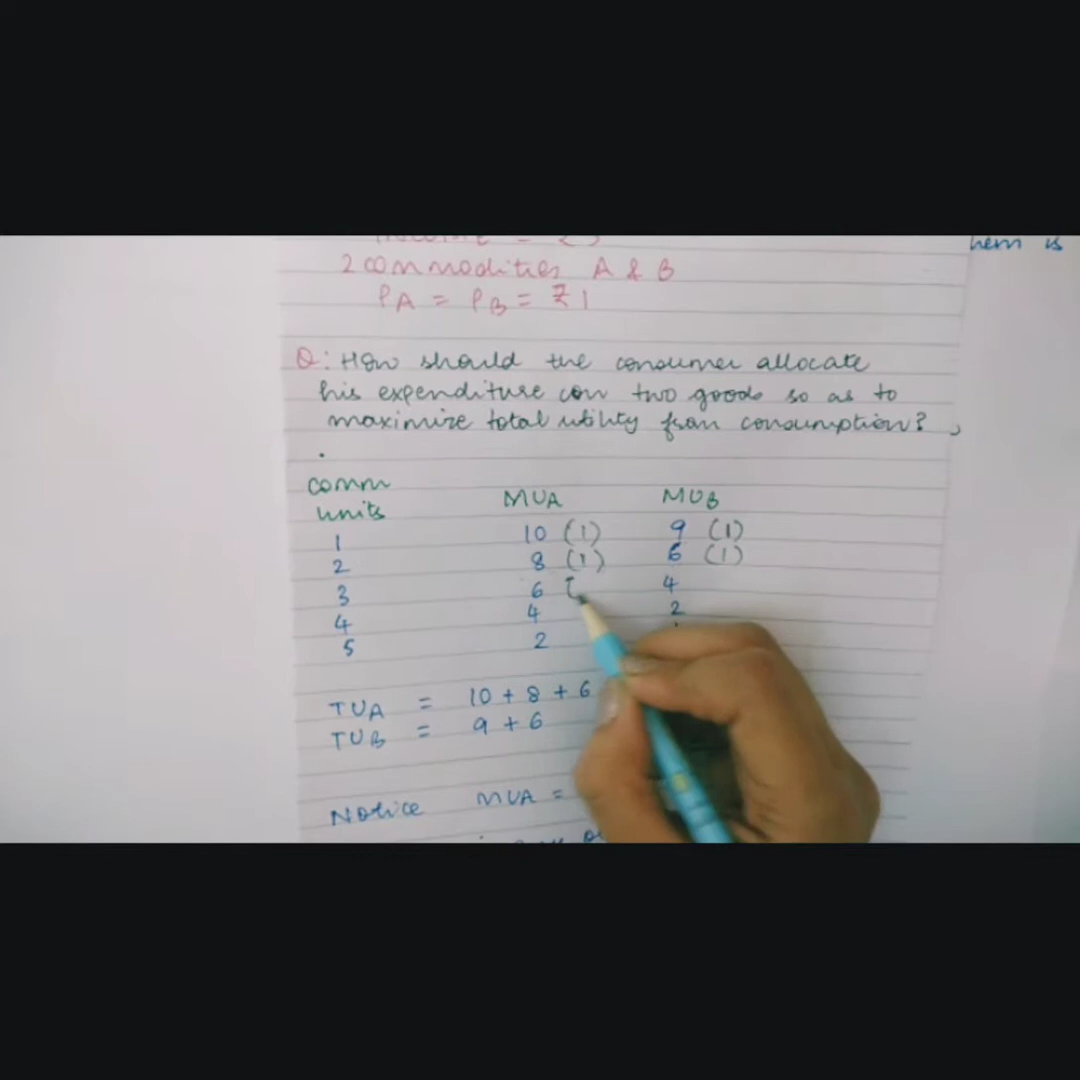 hem is
2 commodities A & B
PA = PB = ₹ 1
Q: How should the consumer allocate
his expenditure on two goods so as to
maximize total utility from consumption?
comm
units MUA MUB
1 10 (1) 9 (1)
2 8 (1) 6 (1)
3 6 4
4 4 2
5 2
TUA = 10 + 8 + 6
TUB = 9 + 6
Notice MUA =